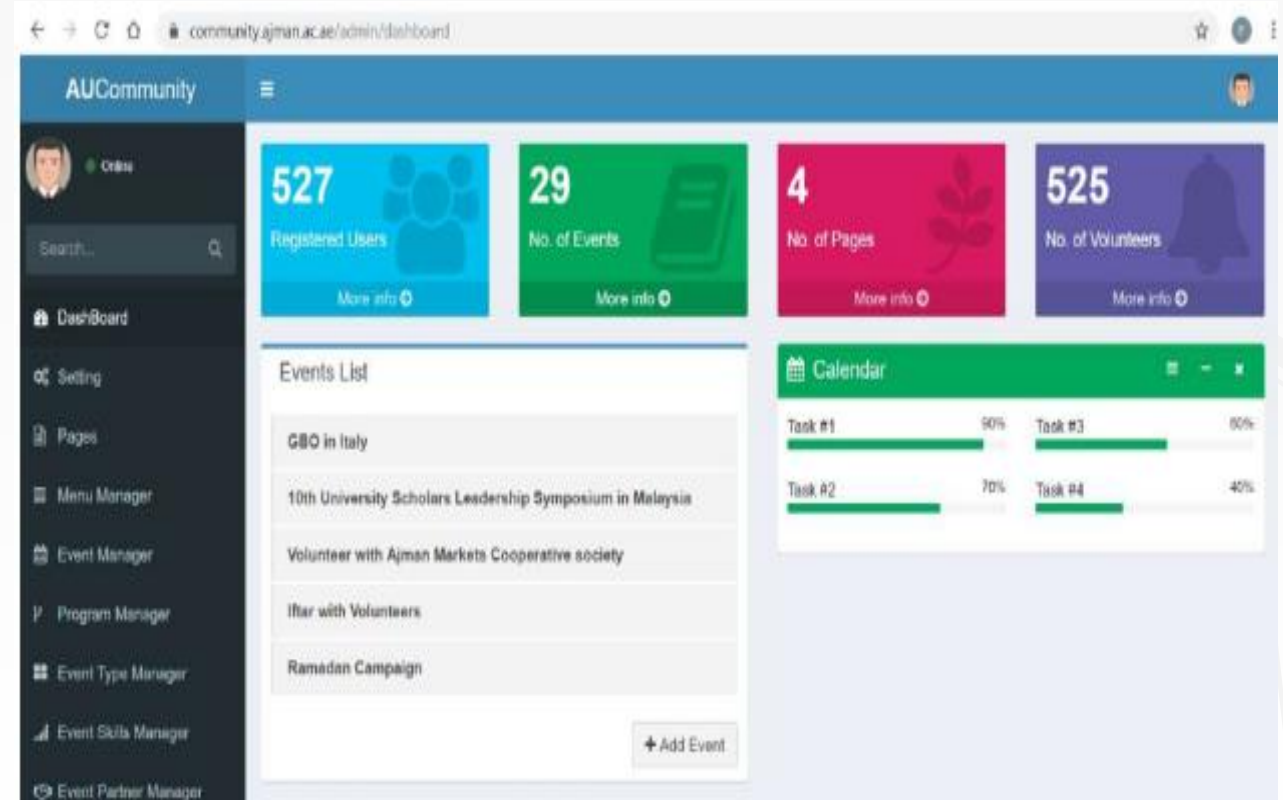 community.ajman.ac.ae/admin/dashboard
AUCommunity
Online
Search...
DashBoard
Setting
Pages
Menu Manager
Event Manager
Program Manager
Event Type Manager
Event Skills Manager
Event Partner Manager
527
Registered Users
More info
29
No. of Events
More info
4
No. of Pages
More info
525
No. of Volunteers
More info
Events List
GBO in Italy
10th University Scholars Leadership Symposium in Malaysia
Volunteer with Ajman Markets Cooperative society
Iftar with Volunteers
Ramadan Campaign
+ Add Event
Calendar
Task #1 90%
Task #3 60%
Task #2 70%
Task #4 40%